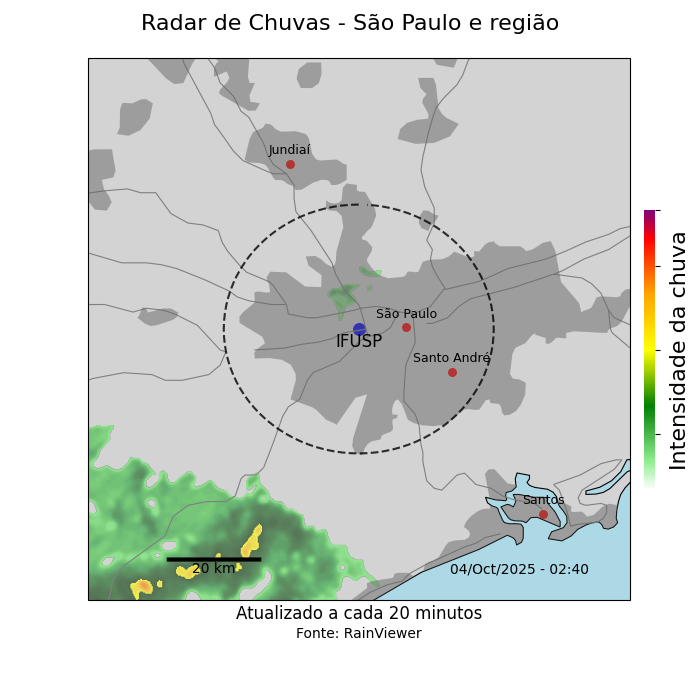 Radar de Chuvas - São Paulo e região
Jundiaí
São Paulo
IFUSP
Santo André
Santos
20 km
04/Oct/2025 - 02:40
Intensidade da chuva
Atualizado a cada 20 minutos
Fonte: RainViewer